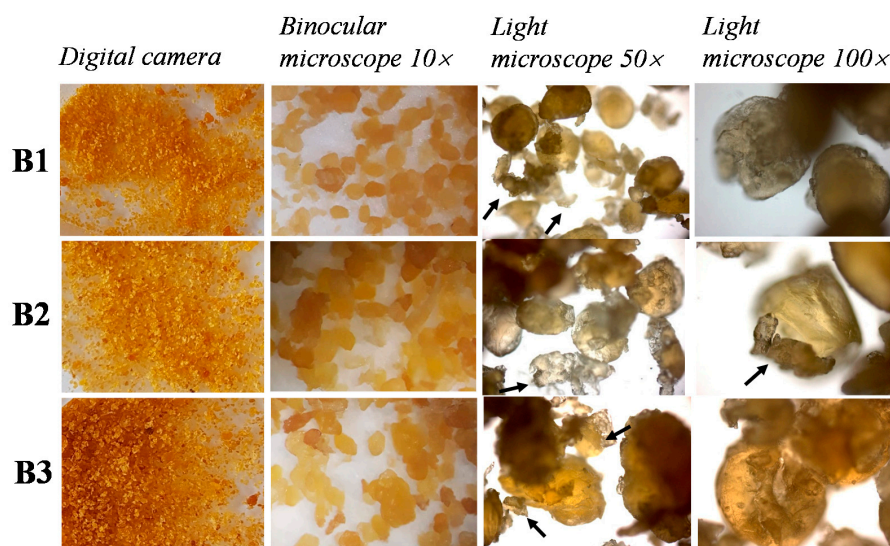 Digital camera
Binocular
microscope 10×
Light
microscope 50×
Light
microscope 100×
B1
B2
B3